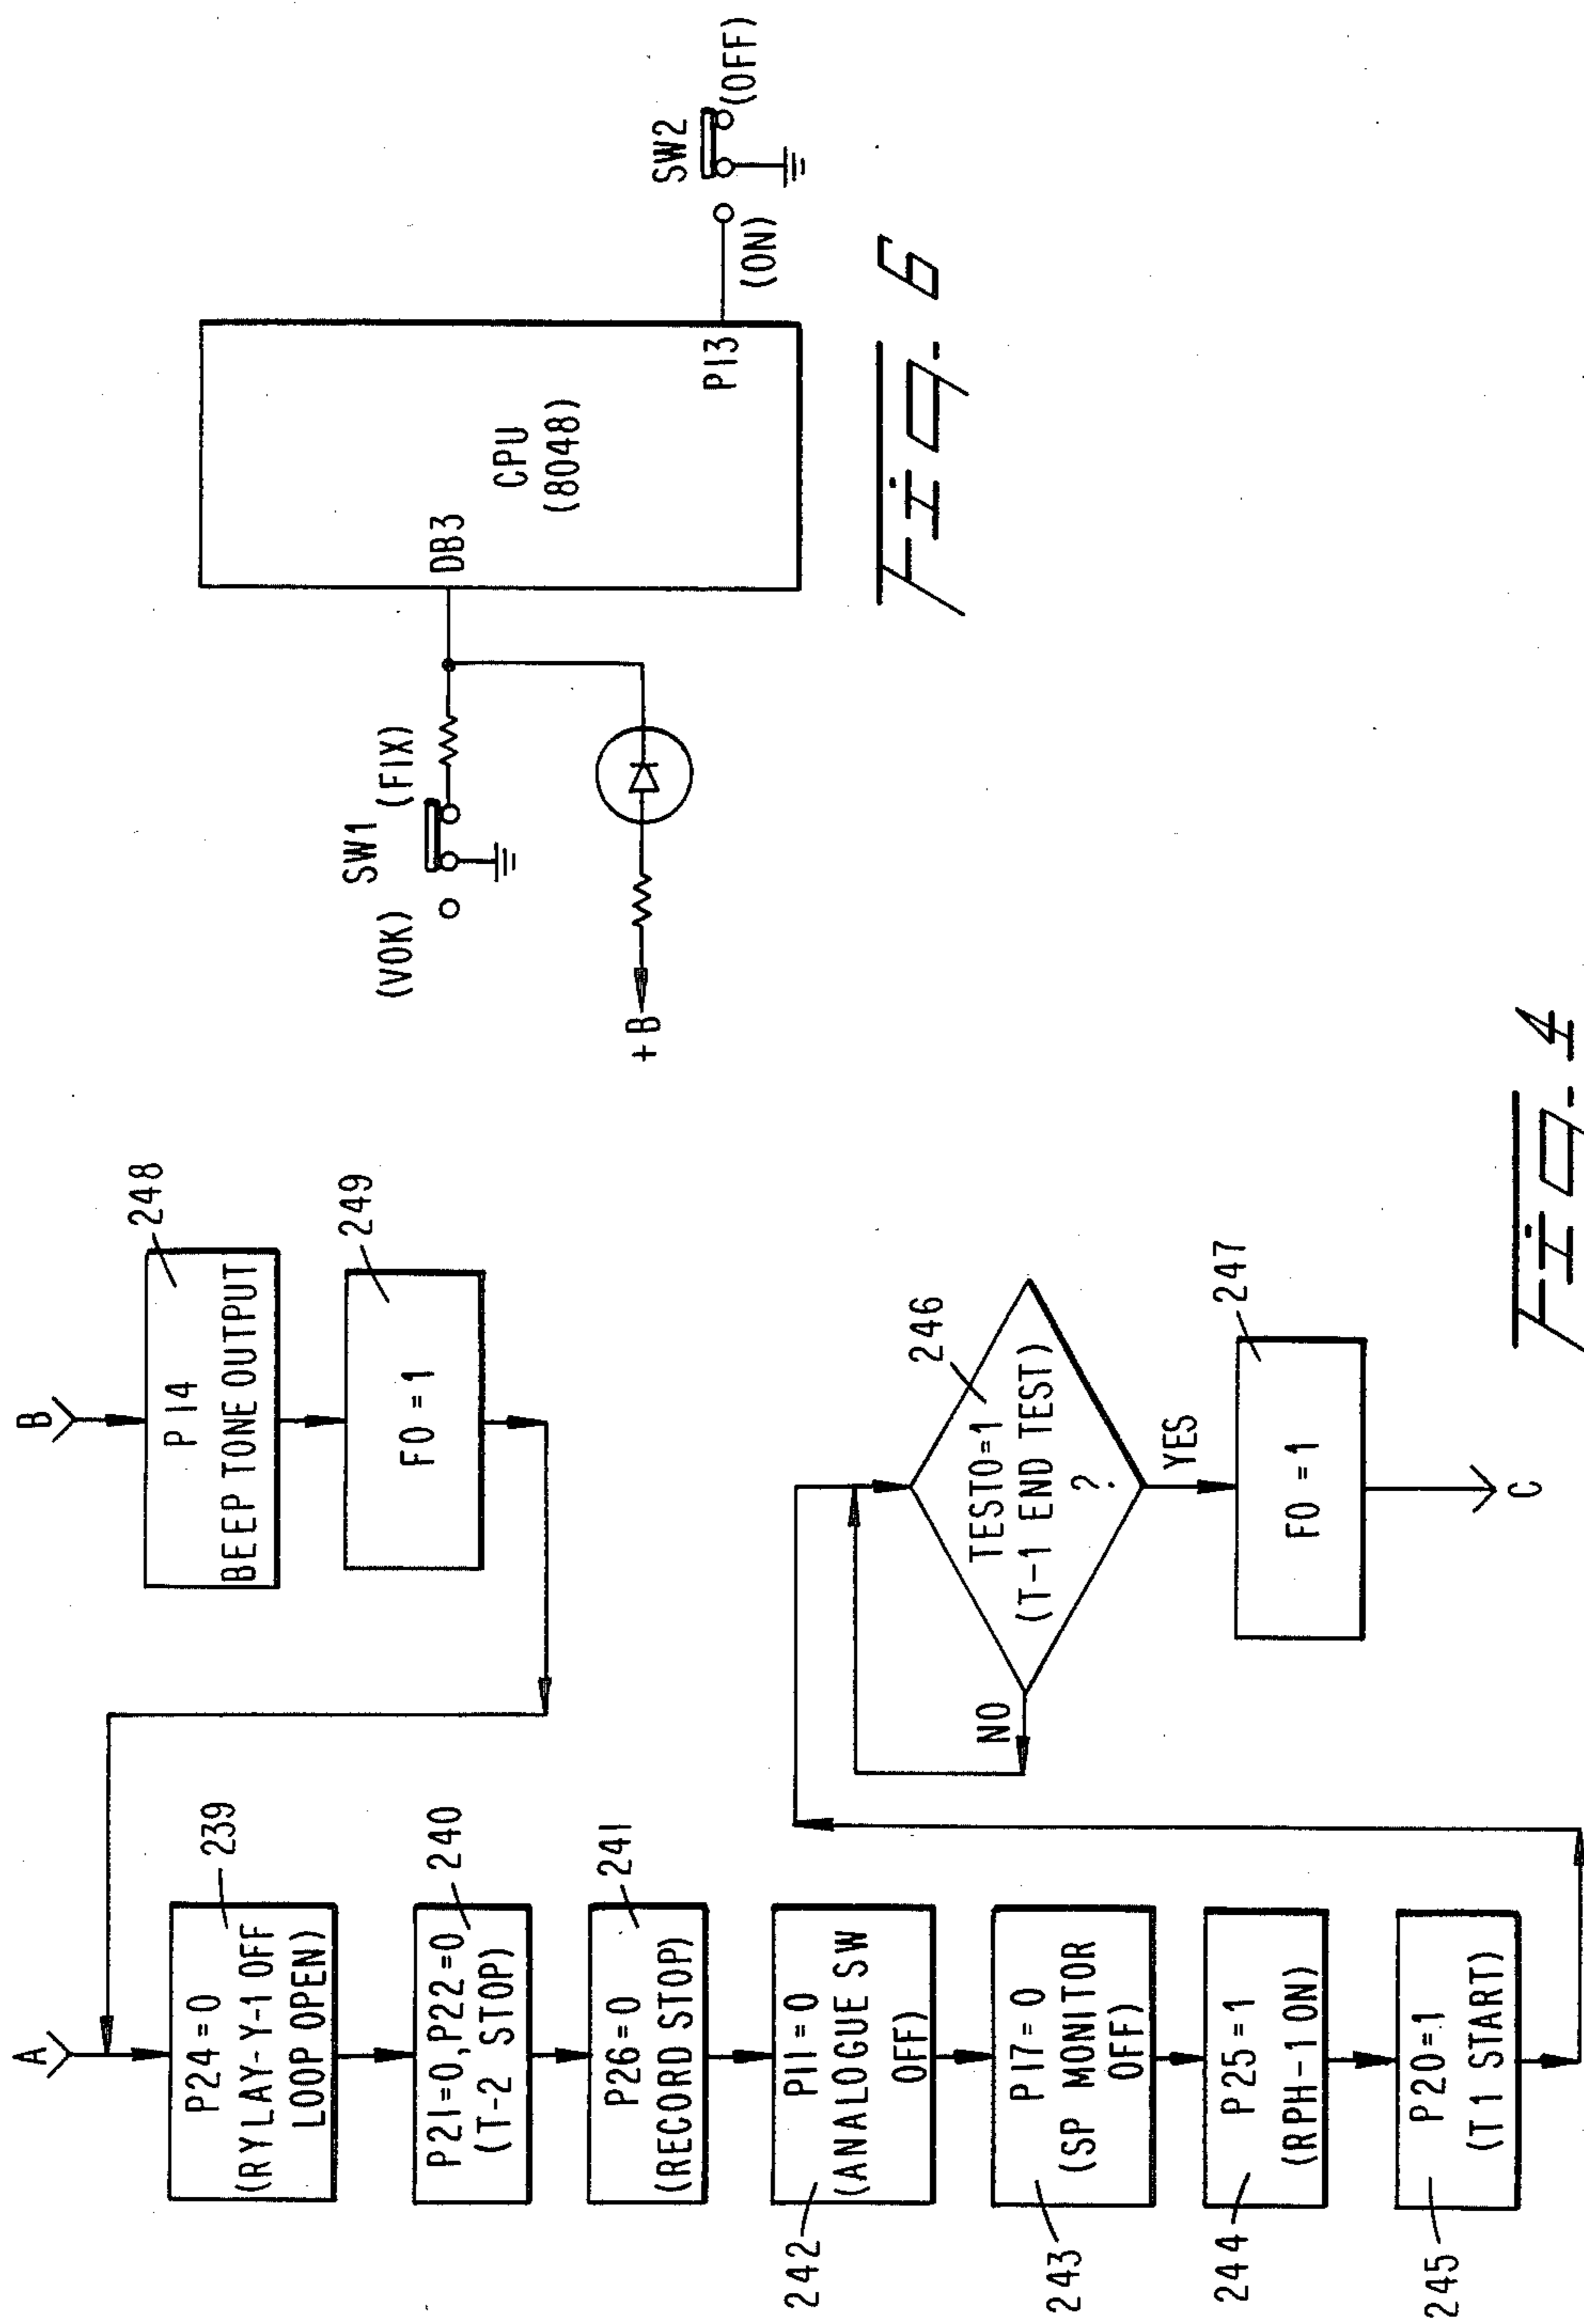 A
P24=0
(RYLAY-Y-1 OFF
LOOP OPEN)
239
P21=0,P22=0
(T-2 STOP)
240
P26=0
(RECORD STOP)
241
P11=0
(ANALOGUE SW
OFF)
242
P17=0
(SP MONITOR
OFF)
243
P25=1
(RPH-1 ON)
244
P20=1
(T1 START)
245
B
P14
BEEP TONE OUTPUT
248
F0=1
249
TEST0=1
(T-1 END TEST)
?
246
NO
YES
F0=1
247
C
FIG. 4
(VOK)
SW1
(FIX)
+B
DB3
CPU
(8048)
P13
(ON)
SW2
(OFF)
FIG. 6